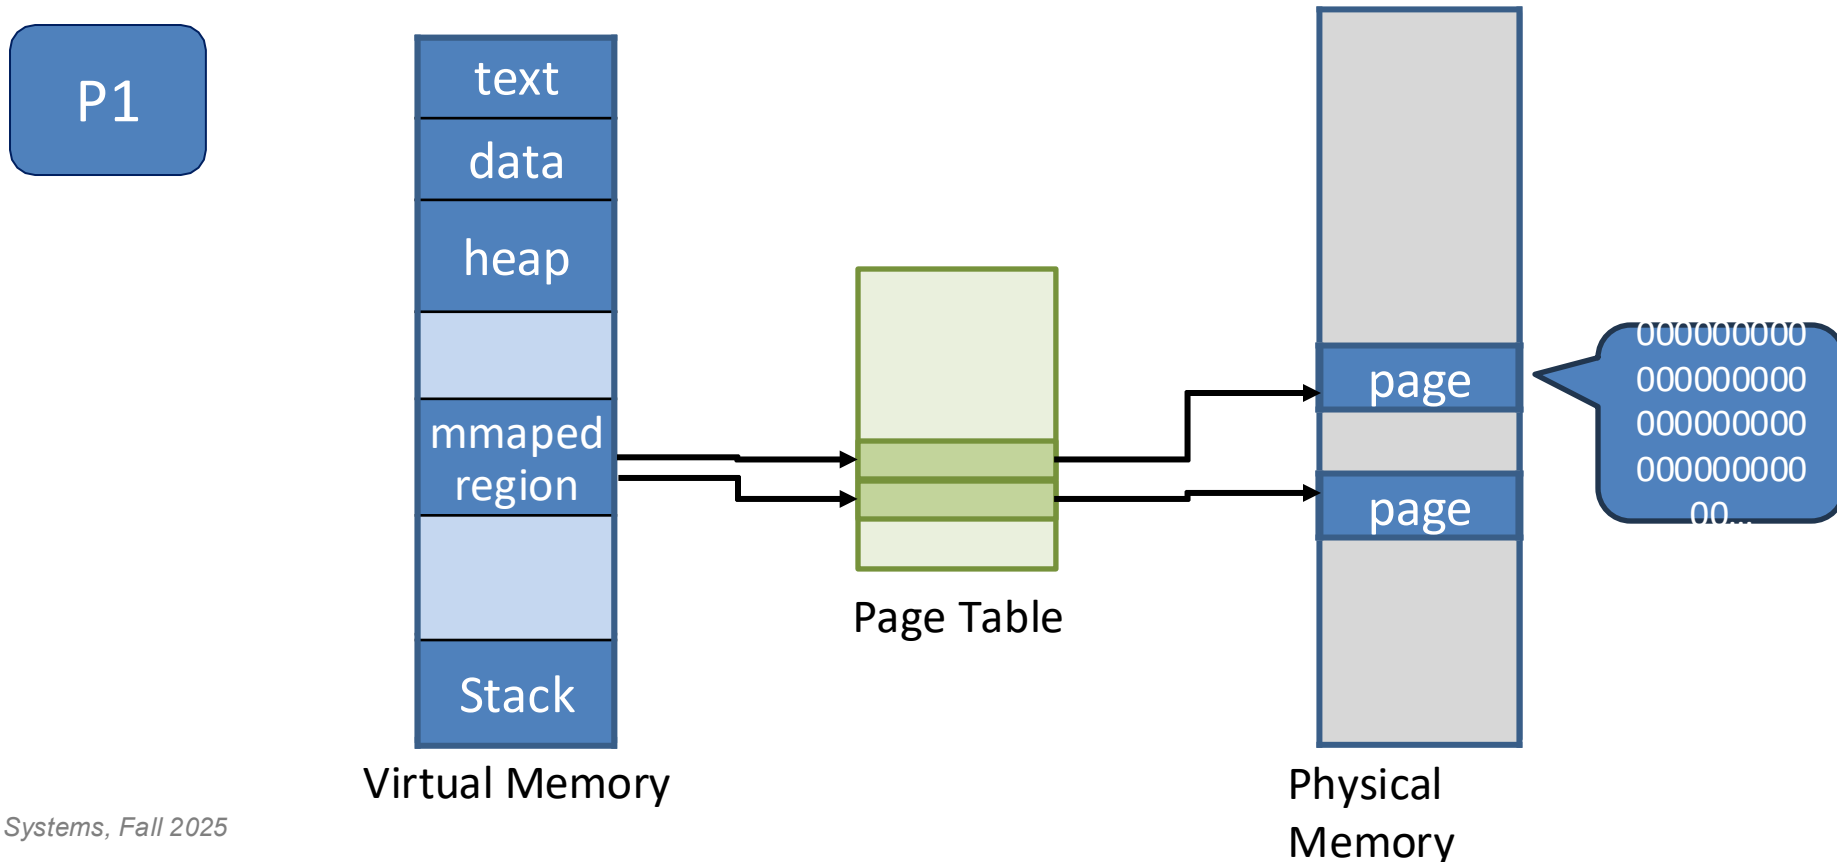 P1
text
data
heap
mmaped
region
Stack
Virtual Memory
Page Table
page
page
Physical
Memory
000000000
000000000
000000000
000000000
00...
Systems, Fall 2025